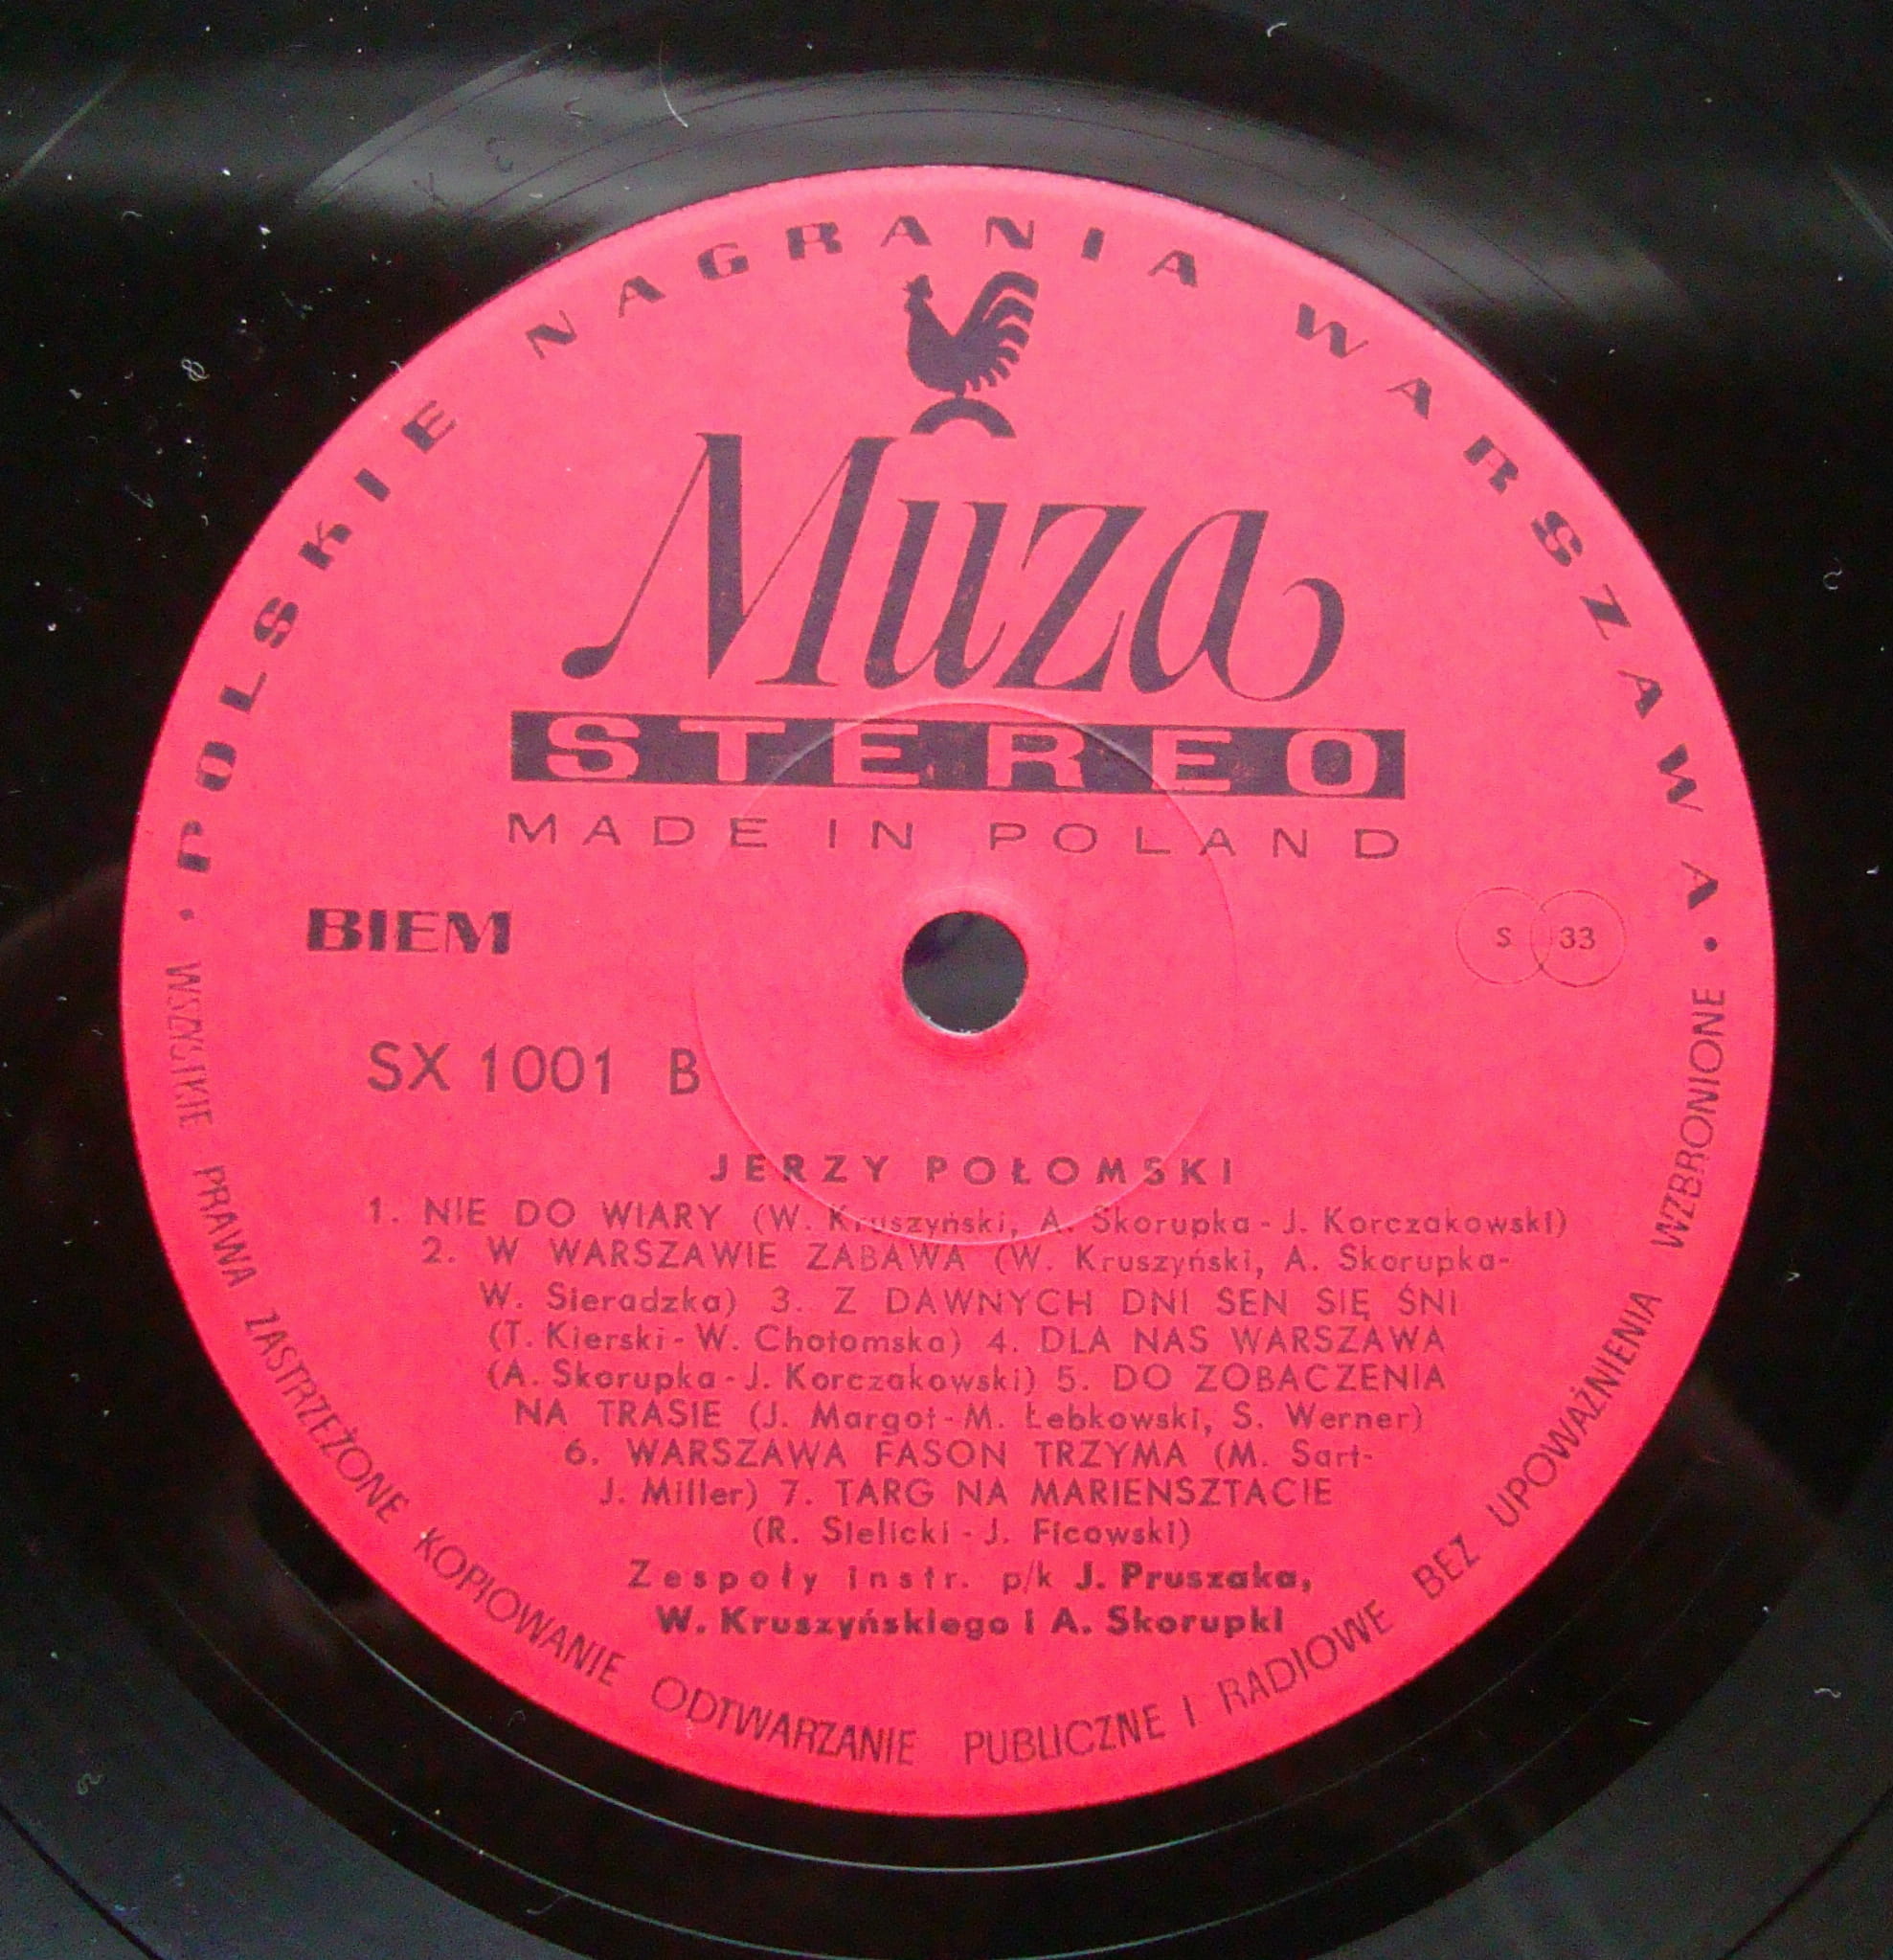 POLSKIE NAGRANIA WARSZAWA
Muza
STEREO
MADE IN POLAND
BIEM
S 33
SX 1001 B
JERZY POŁOMSKI
1. NIE DO WIARY (W. Kruszyński, A. Skorupka - J. Korczakowski)
2. W WARSZAWIE ZABAWA (W. Kruszyński, A. Skorupka-
W. Sieradzka) 3. Z DAWNYCH DNI SEN SIĘ ŚNI
(T. Kierski - W. Chotomska) 4. DLA NAS WARSZAWA
(A. Skorupka - J. Korczakowski) 5. DO ZOBACZENIA
NA TRASIE (J. Margot - M. Łebkowski, S. Werner)
6. WARSZAWA FASON TRZYMA (M. Sart-
J. Miller) 7. TARG NA MARIENSZTACIE
(R. Sielicki - J. Ficowski)
Zespoły instr. p/k J. Pruszaka,
W. Kruszyńskiego i A. Skorupki
WSZYSTKIE PRAWA ZASTRZEŻONE KOPIOWANIE ODTWARZANIE PUBLICZNE I RADIOWE BEZ UPOWAŻNIENIA WZBRONIONE